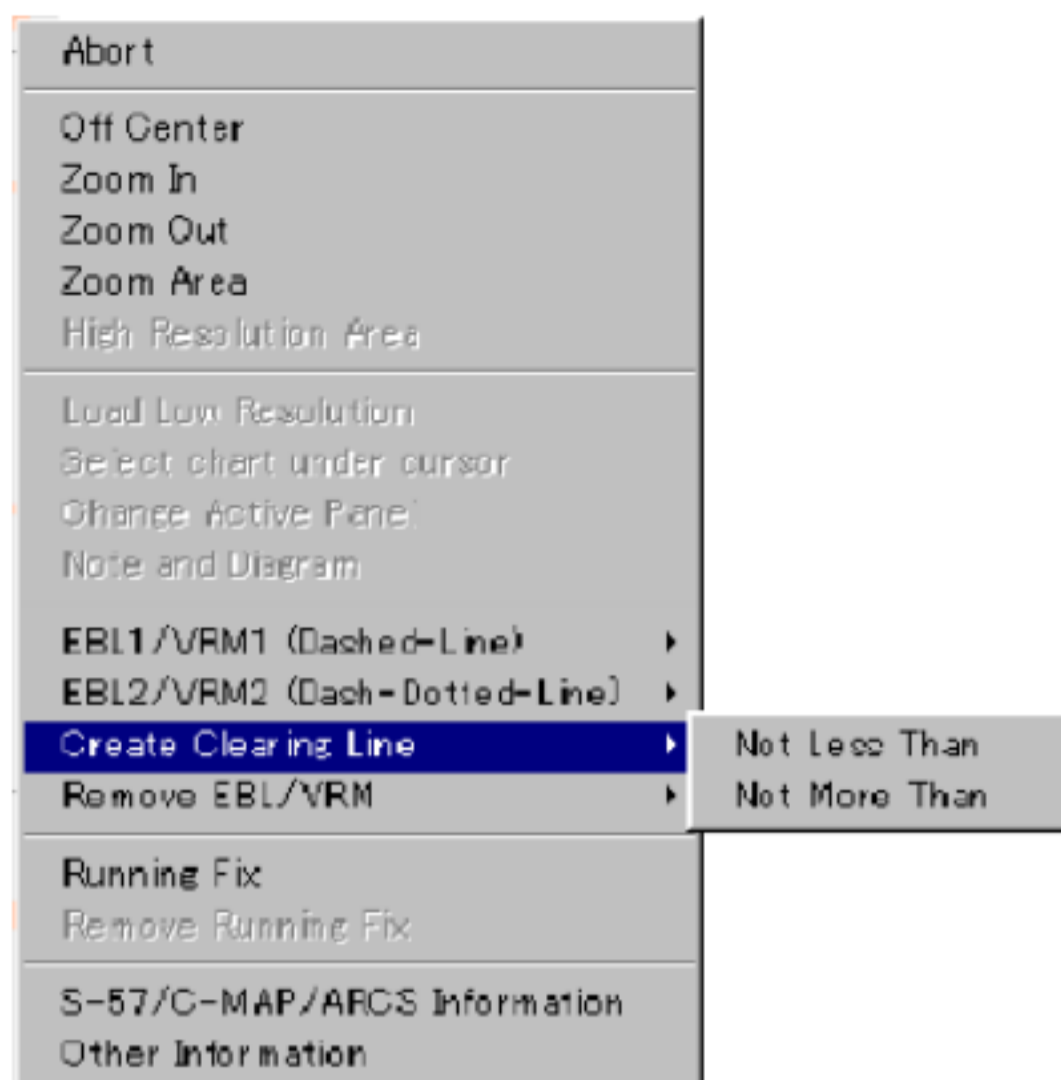 Abort
Off Center
Zoom In
Zoom Out
Zoom Area
High Resolution Area
Load Low Resolution
Select chart under cursor
Change Active Panel
Note and Diagram
EBL1/VRM1 (Dashed-Line)
EBL2/VRM2 (Dash-Dotted-Line)
Create Clearing Line
Not Less Than
Not More Than
Remove EBL/VRM
Running Fix
Remove Running Fix
S-57/C-MAP/ARCS Information
Other Information